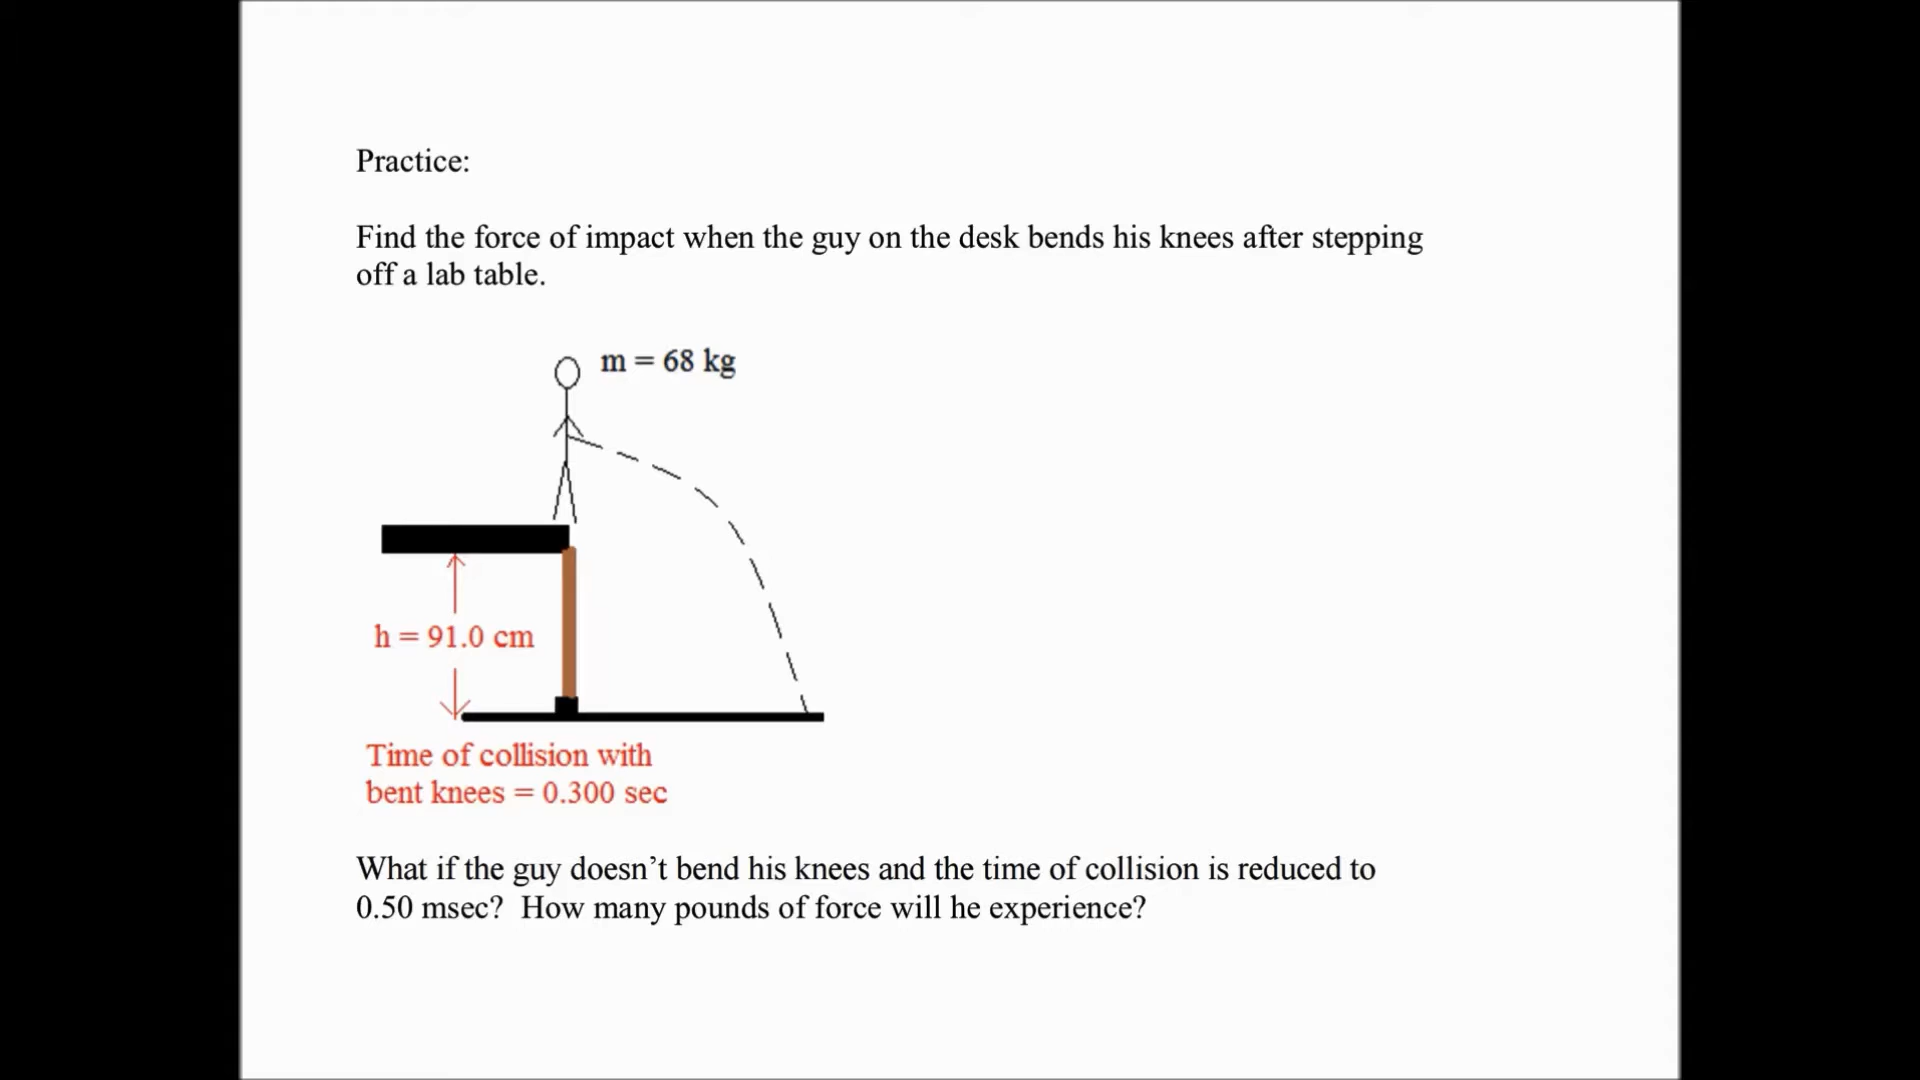 Practice:
Find the force of impact when the guy on the desk bends his knees after stepping
off a lab table.
m = 68 kg
h = 91.0 cm
Time of collision with
bent knees = 0.300 sec
What if the guy doesn’t bend his knees and the time of collision is reduced to
0.50 msec?  How many pounds of force will he experience?